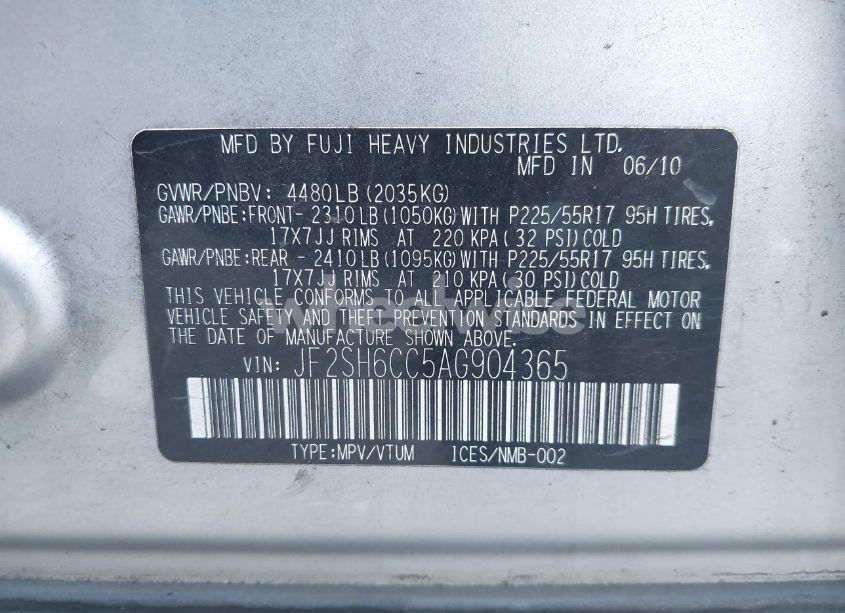 MFD BY FUJI HEAVY INDUSTRIES LTD.
MFD IN 06/10
GVWR/PNBV: 4480LB (2035KG)
GAWR/PNBE:FRONT- 2310LB (1050KG) WITH P225/55R17 95H TIRES,
17X7JJ RIMS AT 220 KPA ( 32 PSI) COLD
GAWR/PNBE:REAR - 2410LB (1095KG) WITH P225/55R17 95H TIRES,
17X7JJ RIMS AT 210 KPA ( 30 PSI) COLD
THIS VEHICLE CONFORMS TO ALL APPLICABLE FEDERAL MOTOR
VEHICLE SAFETY AND THEFT PREVENTION STANDARDS IN EFFECT ON
THE DATE OF MANUFACTURE SHOWN ABOVE.
VIN: JF2SH6CC5AG904365
TYPE:MPV/VTUM ICES/NMB-002